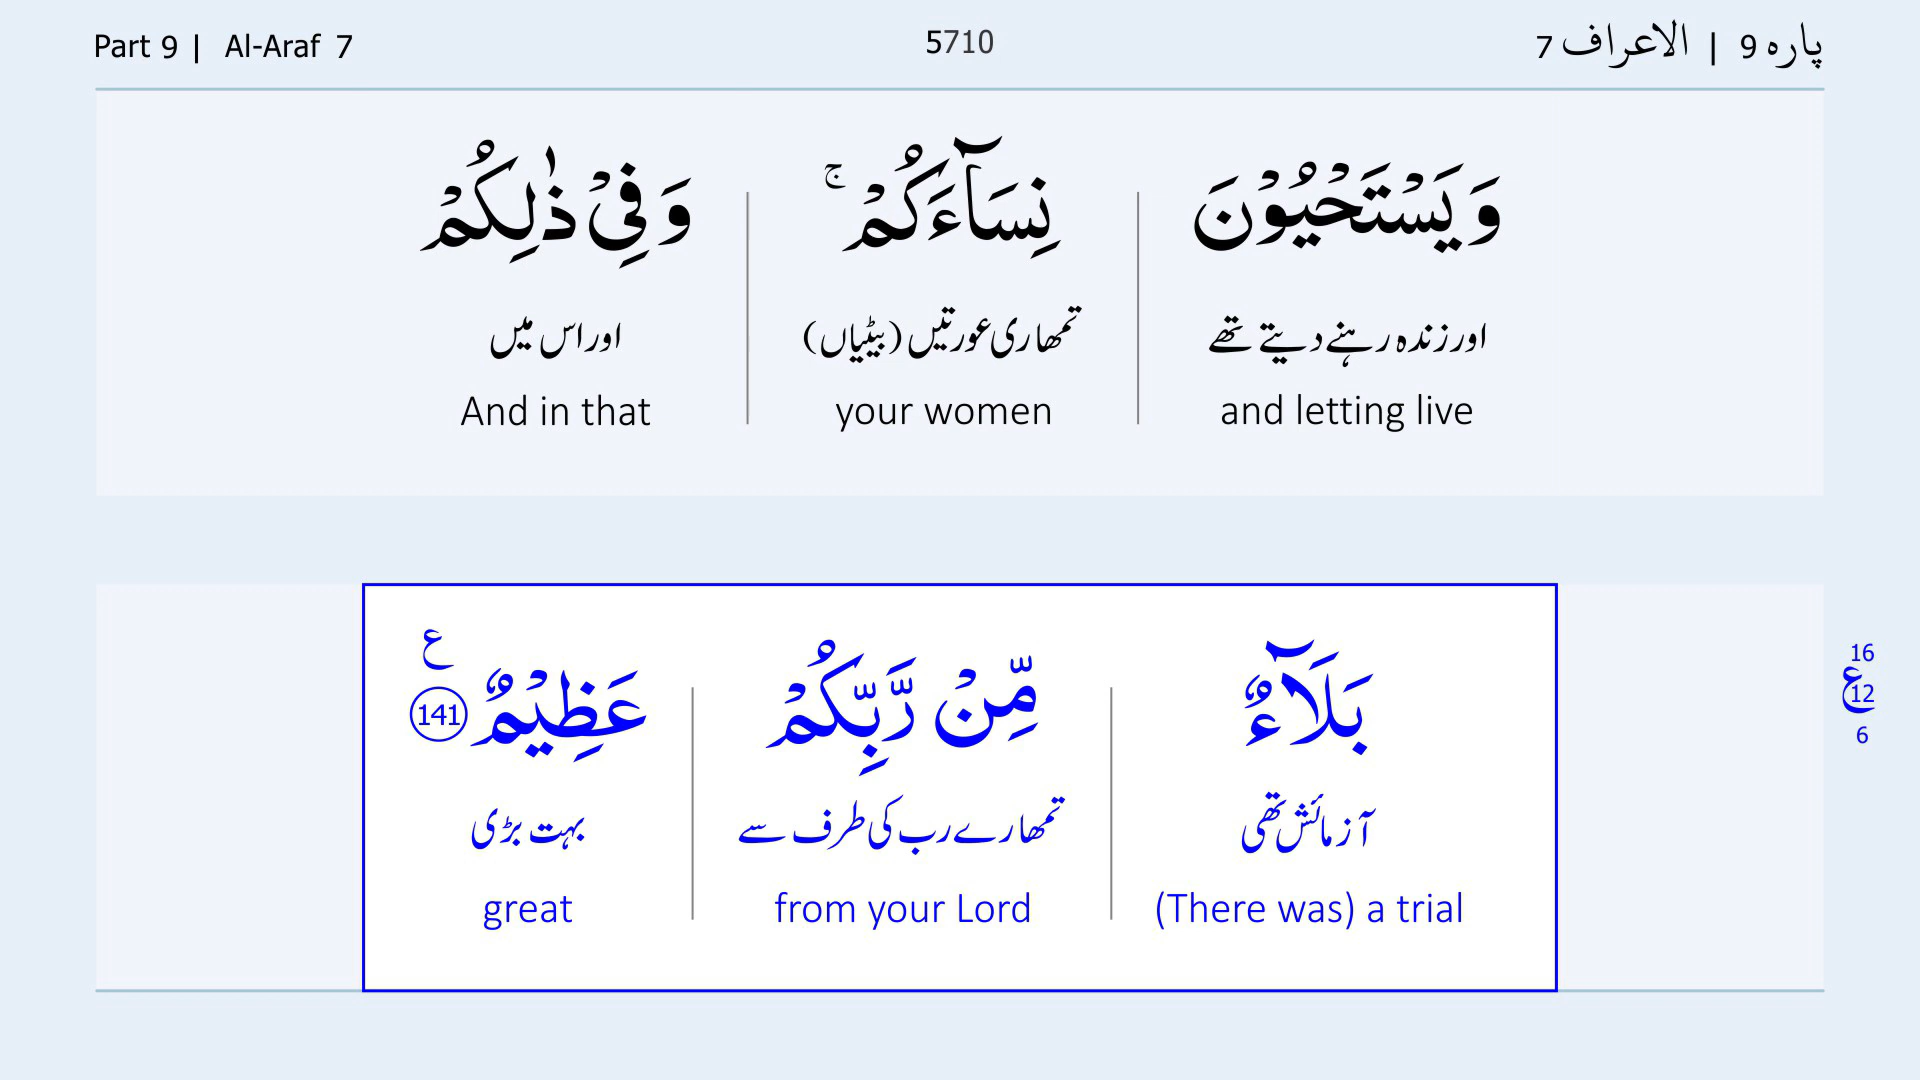 Part 9 | Al-Araf 7
5710
پارہ 9 | الاعراف 7
وَيَسْتَحْيُوْنَ نِسَآءَكُمْ ۚ وَفِيْ ذٰلِكُمْ
اور زندہ رہنے دیتے تھے تمھاری عورتیں (بیٹیاں) اور اس میں
and letting live your women And in that
بَلَآءٌ مِّنْ رَّبِّكُمْ عَظِيْمٌ 141 ع
آزمائش تھی تمھارے رب کی طرف سے بہت بڑی
(There was) a trial from your Lord great
16
ع 12
6